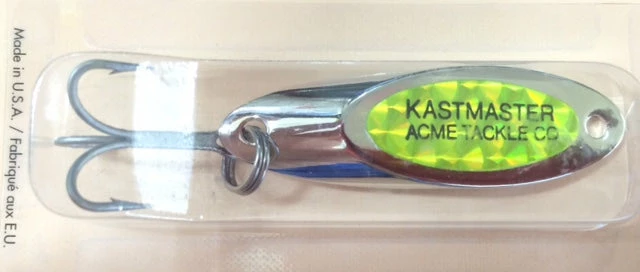 Made in U.S.A. / Fabriqué aux E.U.
KASTMASTER
ACME TACKLE CO